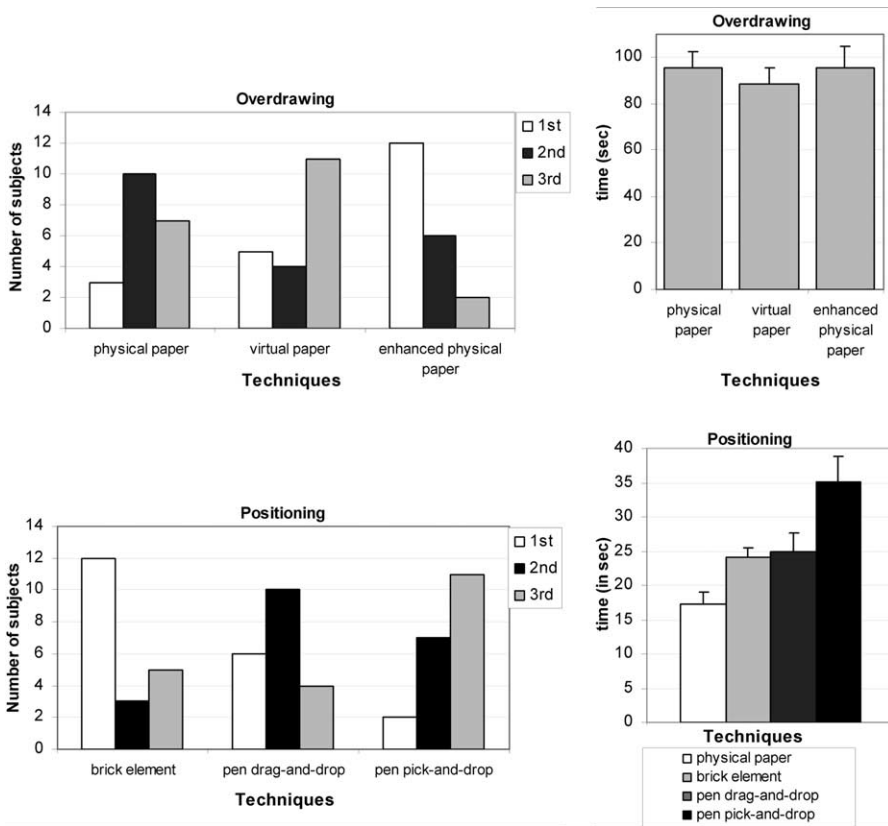 Overdrawing
Number of subjects
14
12
10
8
6
4
2
0
1st
2nd
3rd
physical paper virtual paper enhanced physical
paper
Techniques
Overdrawing
time (sec)
100
80
60
40
20
0
physical virtual enhanced
paper paper physical
paper
Techniques
Positioning
Number of subjects
14
12
10
8
6
4
2
0
1st
2nd
3rd
brick element pen drag-and-drop pen pick-and-drop
Techniques
Positioning
time (in sec)
40
35
30
25
20
15
10
5
0
Techniques
physical paper
brick element
pen drag-and-drop
pen pick-and-drop